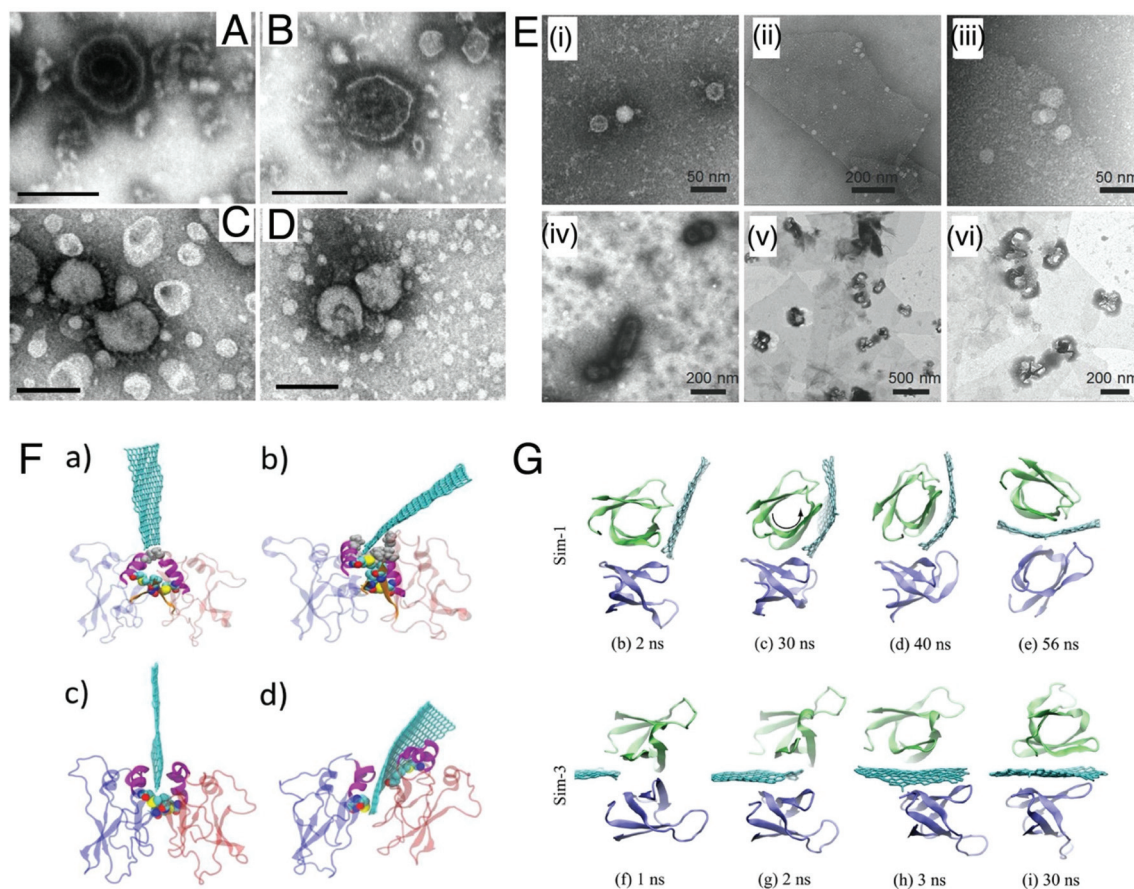 A
B
C
D
E
(i)
(ii)
(iii)
50 nm
200 nm
50 nm
(iv)
(v)
(vi)
200 nm
500 nm
200 nm
F
a)
b)
c)
d)
G
Sim-1
(b) 2 ns
(c) 30 ns
(d) 40 ns
(e) 56 ns
Sim-3
(f) 1 ns
(g) 2 ns
(h) 3 ns
(i) 30 ns